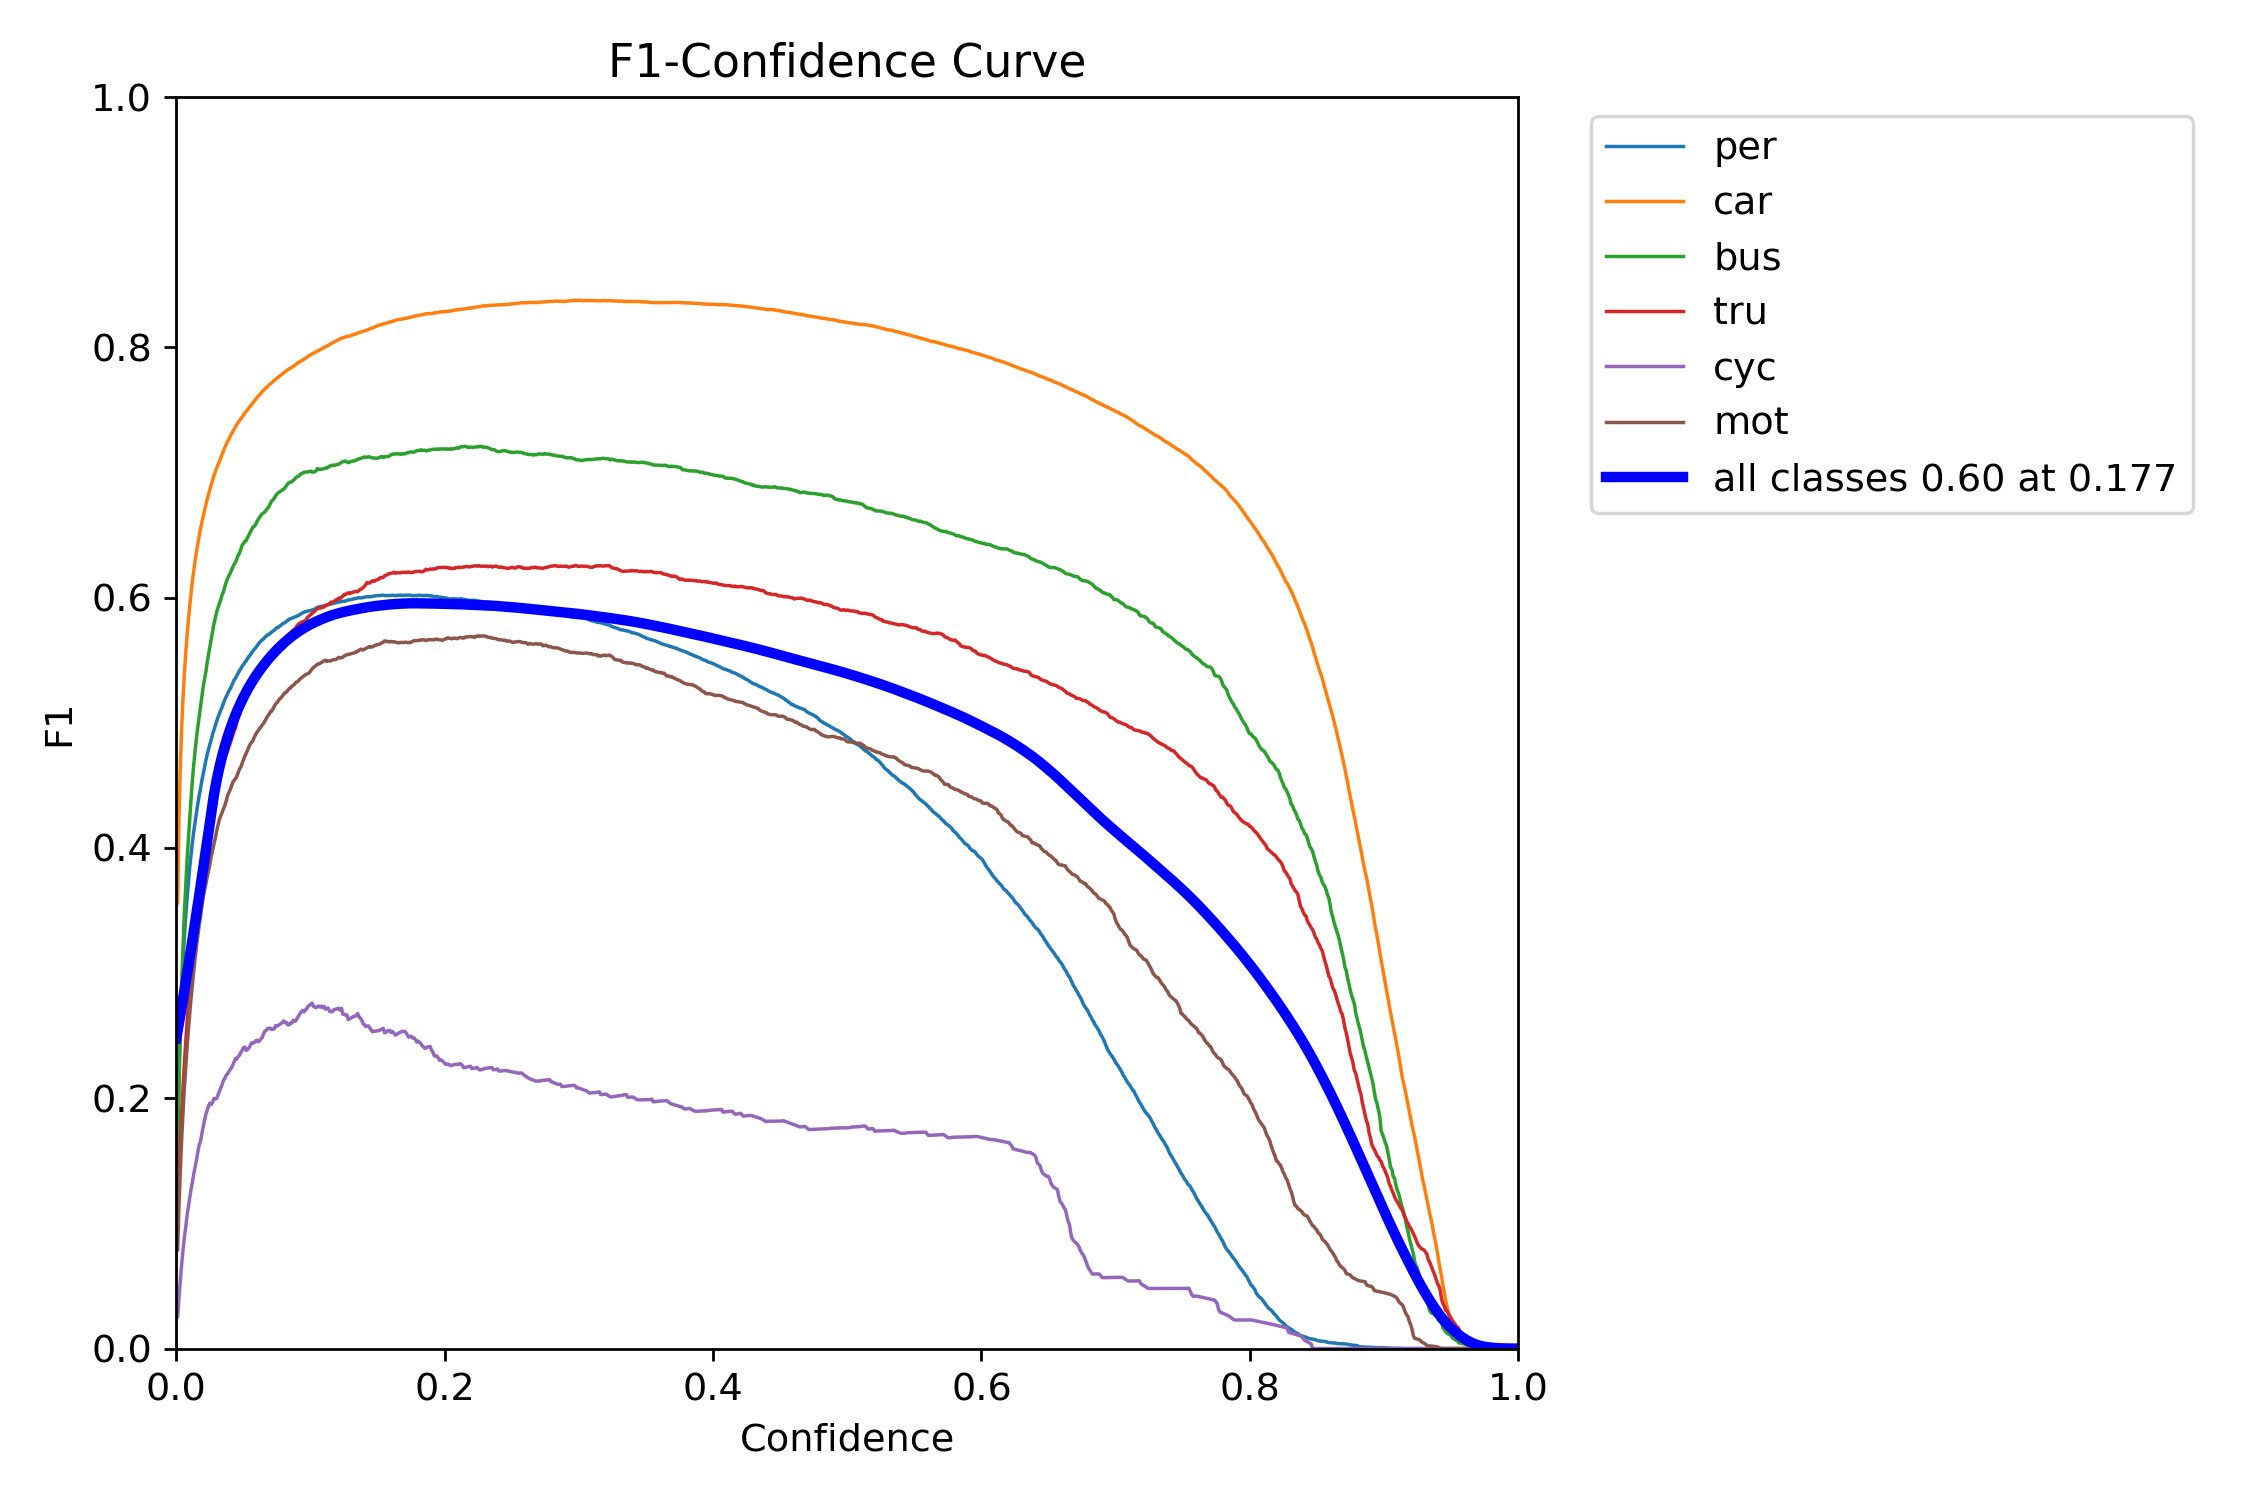 F1-Confidence Curve
1.0
0.8
0.6
0.4
0.2
0.0
F1
0.0 0.2 0.4 0.6 0.8 1.0
Confidence
per
car
bus
tru
cyc
mot
all classes 0.60 at 0.177